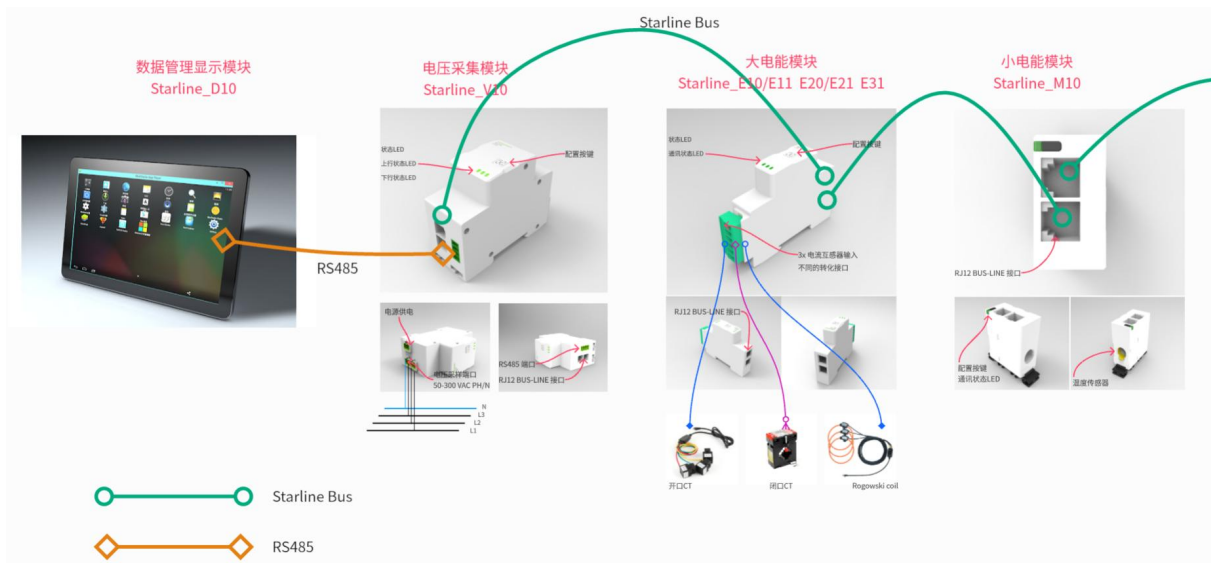 Starline Bus
数据管理显示模块
Starline_D10
电压采集模块
Starline_V10
大电能模块
Starline_E10/E11 E20/E21 E31
小电能模块
Starline_M10
状态LED
上行状态LED
下行状态LED
配置按键
状态LED
通讯状态LED
配置按键
3x 电流互感器输入
不同的转化接口
RJ12 BUS-LINE 接口
RS485
电源供电
电压采样端口
50-300 VAC PH/N
N
L3
L2
L1
RS485 端口
RJ12 BUS-LINE 接口
RJ12 BUS-LINE 接口
配置按键
通讯状态LED
温度传感器
开口CT
闭口CT
Rogowski coil
Starline Bus
RS485